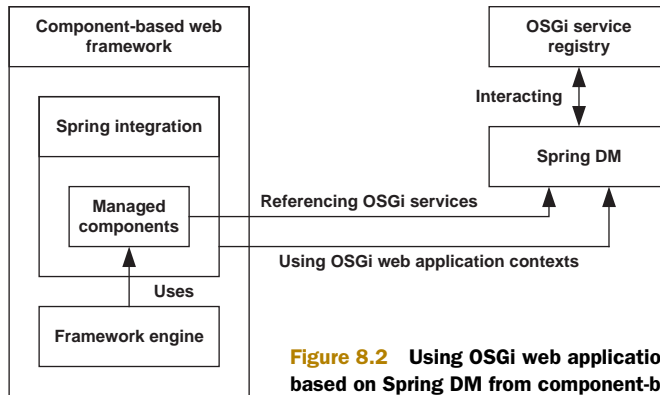 Component-based web
framework
OSGi service
registry
Interacting
Spring integration
Spring DM
Managed
components
Referencing OSGi services
Using OSGi web application contexts
Uses
Framework engine
Figure 8.2 Using OSGi web applicatio
based on Spring DM from component-b